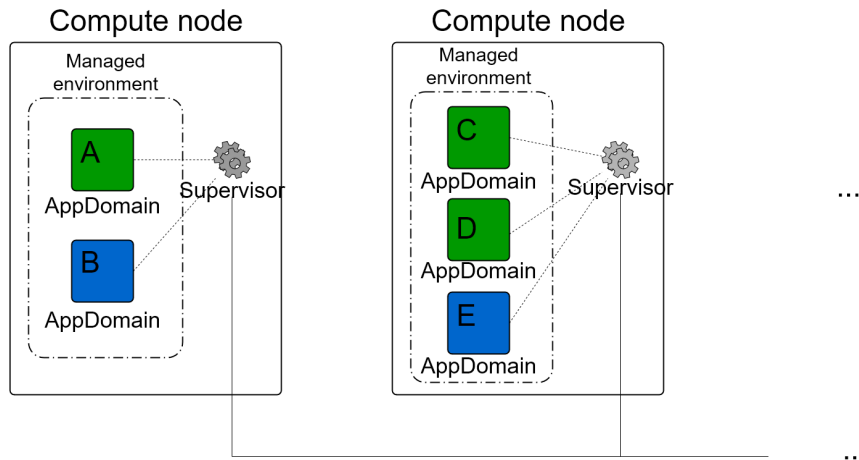 Compute node
Managed
environment
A
AppDomain
B
AppDomain
Supervisor
Compute node
Managed
environment
C
AppDomain
D
AppDomain
E
AppDomain
Supervisor
...
..